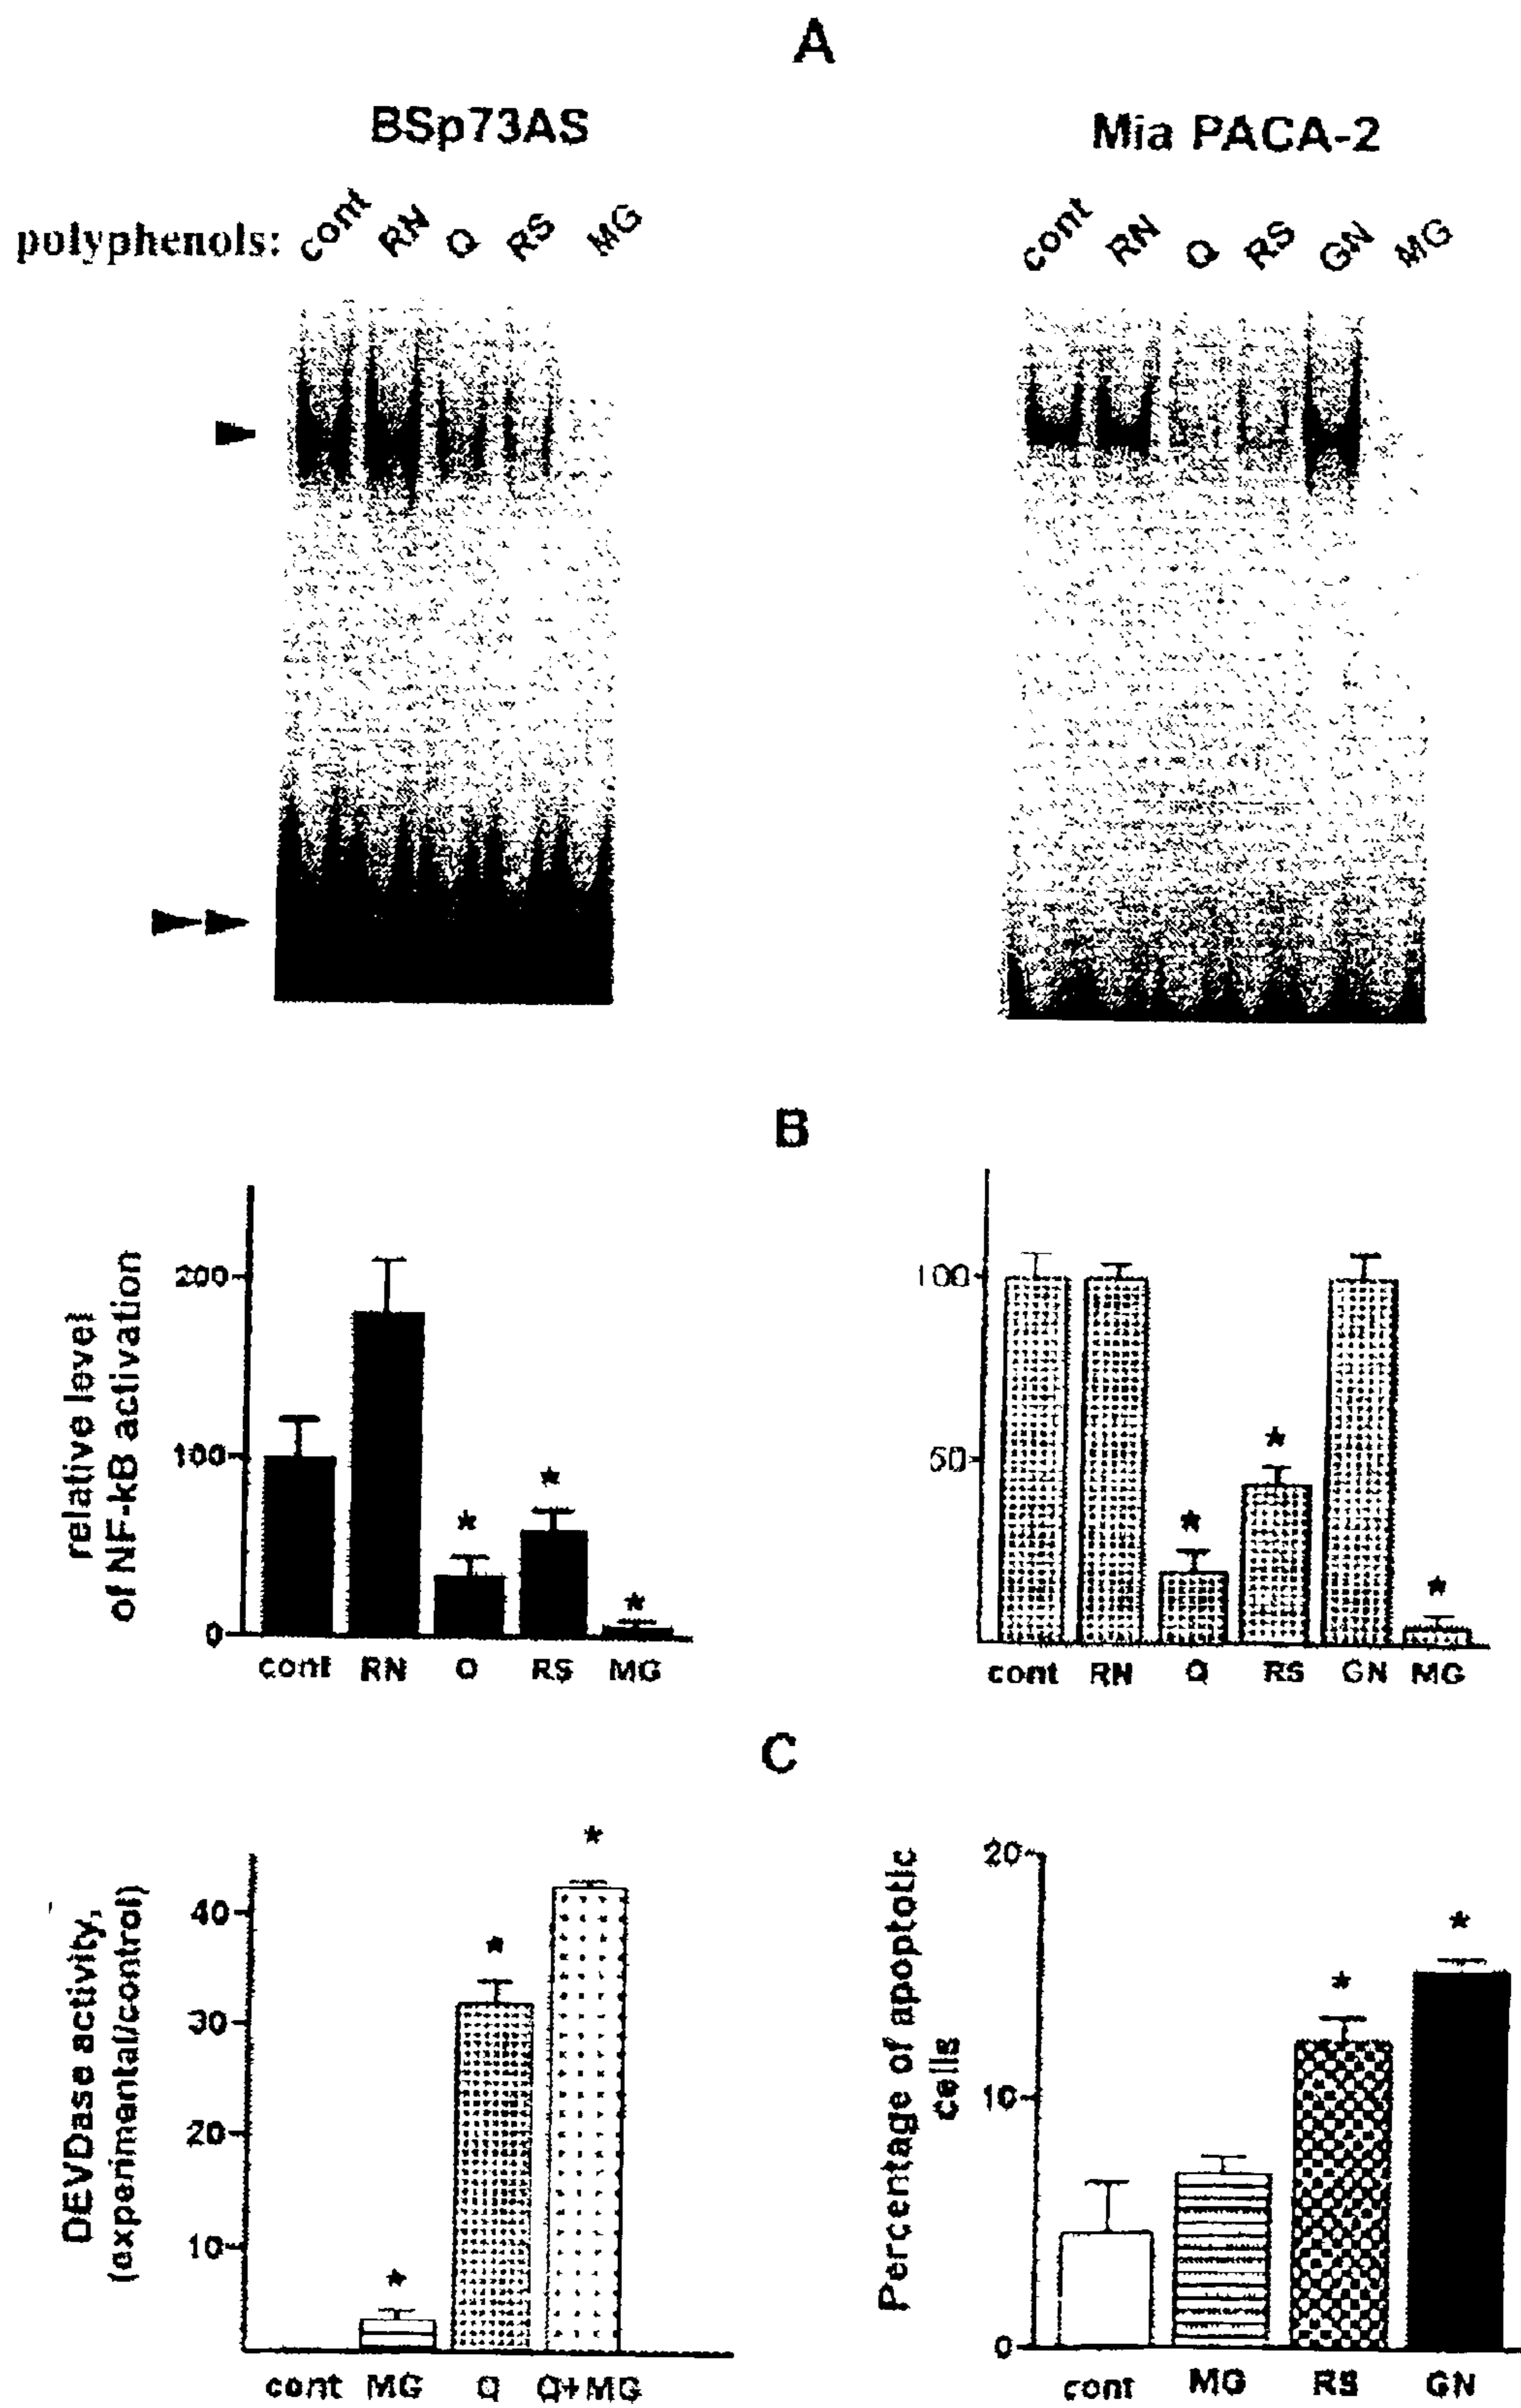 A
BSp73AS
Mia PACA-2
polyphenols: cont RN Q RS MG
cont RN Q RS GN MG
B
relative level
of NF-kB activation
200
100
0
cont RN Q RS MG
100
50
cont RN Q RS GN MG
C
DEVDase activity,
(experimental/control)
40
30
20
10
cont MG Q Q+MG
Percentage of apoptotic
cells
20
10
0
cont MG RS GN